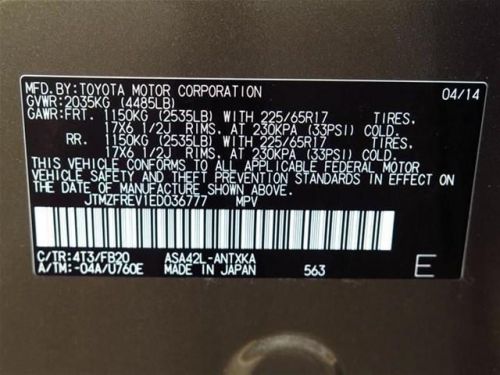 MFD.BY:TOYOTA MOTOR CORPORATION 04/14
GVWR:2035KG (4485LB)
GAWR:FRT. 1150KG (2535LB) WITH 225/65R17 TIRES,
17X6 1/2J RIMS, AT 230KPA (33PSI) COLD.
RR. 1150KG (2535LB) WITH 225/65R17 TIRES,
17X6 1/2J RIMS, AT 230KPA (33PSI) COLD.
THIS VEHICLE CONFORMS TO ALL APPLICABLE FEDERAL MOTOR
VEHICLE SAFETY AND THEFT PREVENTION STANDARDS IN EFFECT
ON THE DATE OF MANUFACTURE SHOWN ABOVE.
JTMZFREV1ED036777 MPV
C/TR:4T3/FB20 ASA42L-ANTXKA
A/TM:-04A/U760E MADE IN JAPAN 563 E